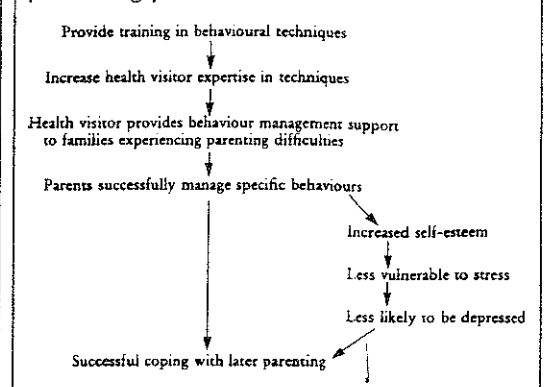 Provide training in behavioural techniques
Increase health visitor expertise in techniques
Health visitor provides behaviour management support
to families experiencing parenting difficulties
Parents successfully manage specific behaviours
Increased self-esteem
Less vulnerable to stress
Less likely to be depressed
Successful coping with later parenting